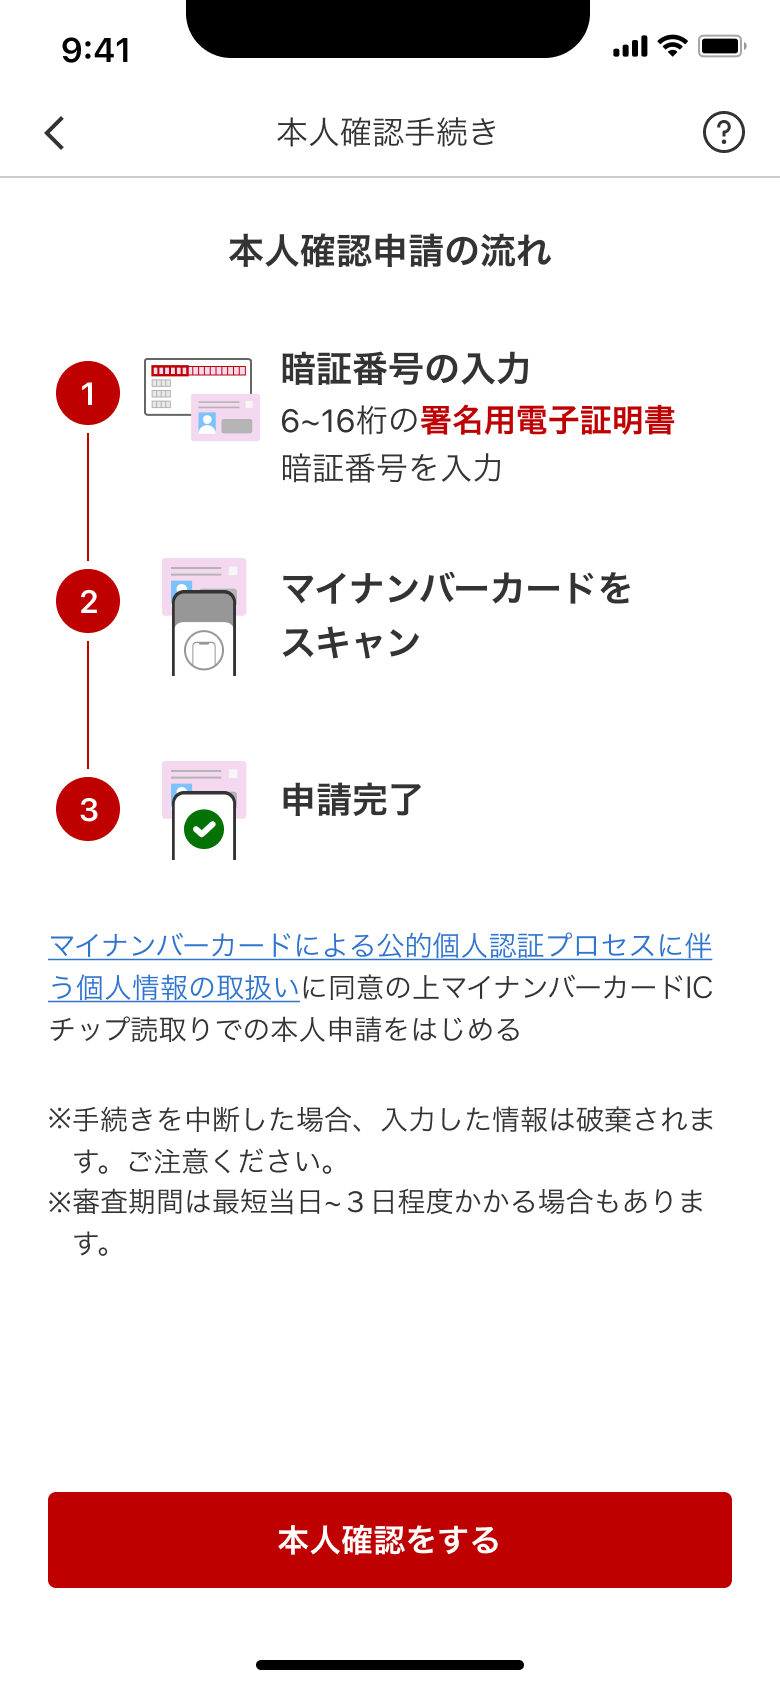 9:41
本人確認手続き
本人確認申請の流れ
1
暗証番号の入力
6~16桁の署名用電子証明書
暗証番号を入力
2
マイナンバーカードを
スキャン
3
申請完了
マイナンバーカードによる公的個人認証プロセスに伴
う個人情報の取扱いに同意の上マイナンバーカードIC
チップ読取りでの本人申請をはじめる
※手続きを中断した場合、入力した情報は破棄されま
す。ご注意ください。
※審査期間は最短当日~３日程度かかる場合もありま
す。
本人確認をする